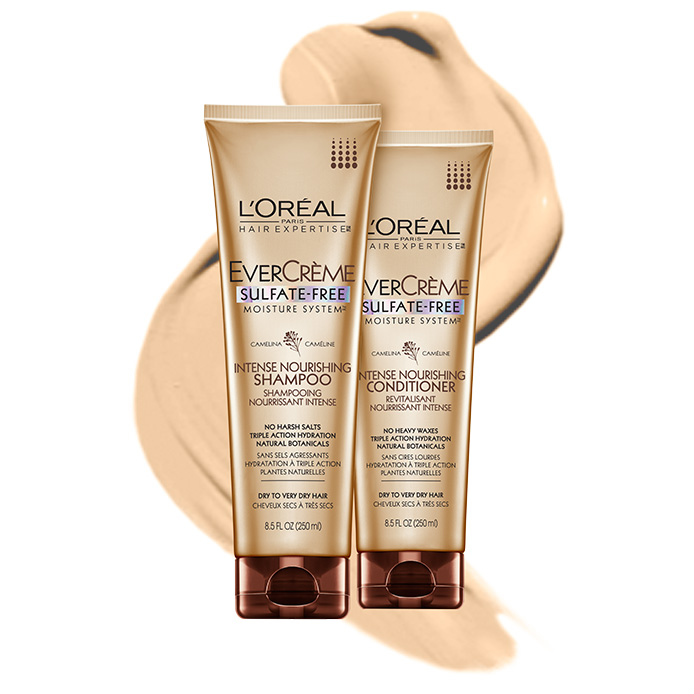 L'ORÉAL
PARIS
HAIR EXPERTISE
EVERCRÈME
SULFATE-FREE
MOISTURE SYSTEM
CAMELINA CAMÉLINE
INTENSE NOURISHING
SHAMPOO
SHAMPOOING
NOURRISSANT INTENSE
NO HARSH SALTS
TRIPLE ACTION HYDRATION
NATURAL BOTANICALS
SANS SELS AGRESSANTS
HYDRATATION À TRIPLE ACTION
PLANTES NATURELLES
DRY TO VERY DRY HAIR
CHEVEUX SECS À TRÈS SECS
8.5 FL OZ (250 ml)
L'ORÉAL
PARIS
HAIR EXPERTISE
VERCRÈME
SULFATE-FREE
MOISTURE SYSTEM
CAMELINA CAMÉLINE
INTENSE NOURISHING
CONDITIONER
REVITALISANT
NOURRISSANT INTENSE
NO HEAVY WAXES
TRIPLE ACTION HYDRATION
NATURAL BOTANICALS
SANS CIRES LOURDES
HYDRATATION À TRIPLE ACTION
PLANTES NATURELLES
DRY TO VERY DRY HAIR
CHEVEUX SECS À TRÈS SECS
8.5 FL OZ (250 ml)